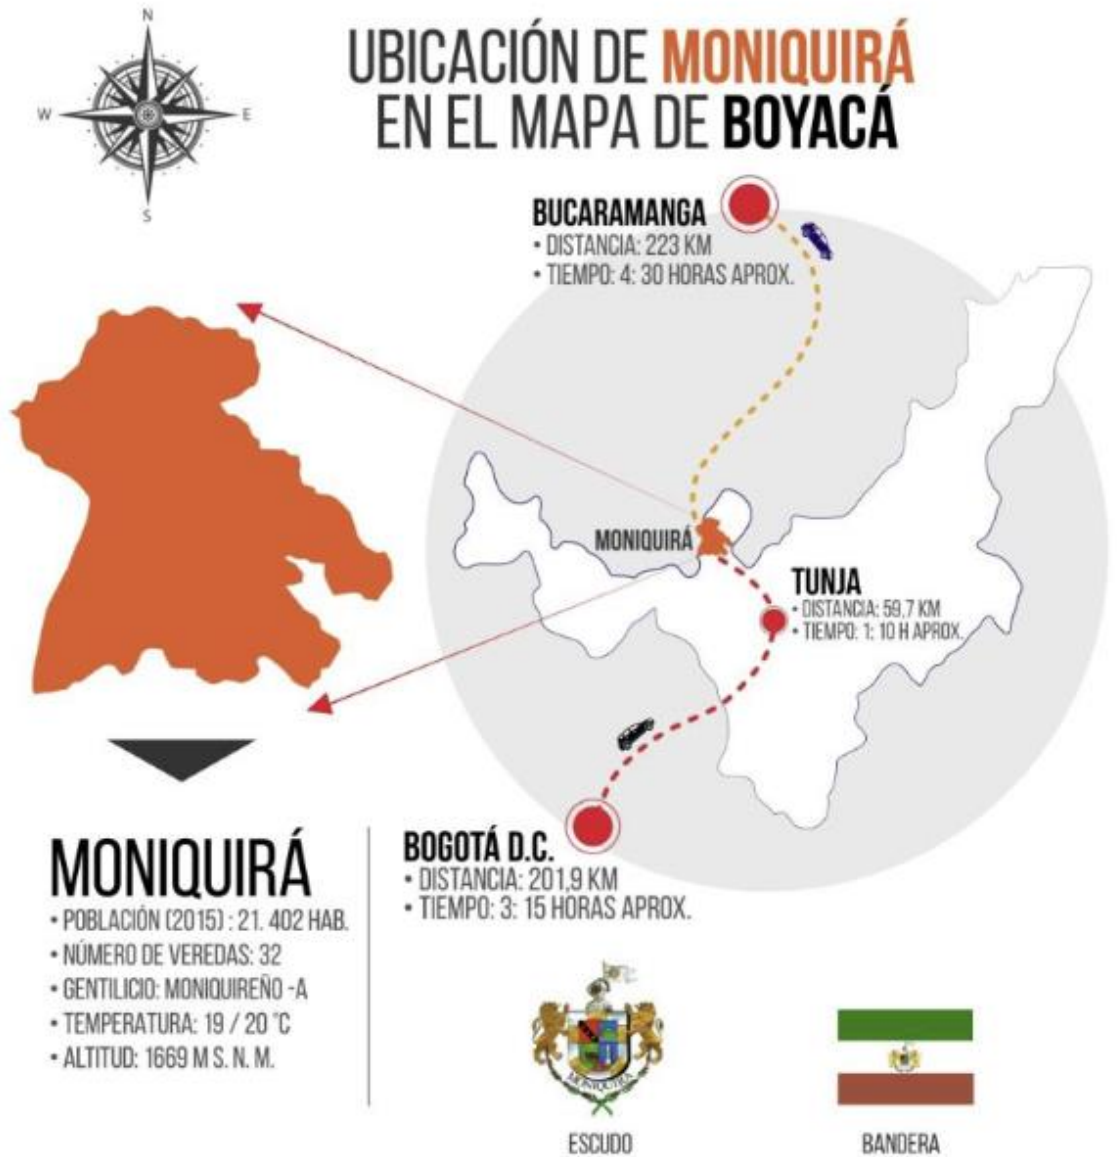 N
W
E
S
UBICACIÓN DE MONIQUIRÁ
EN EL MAPA DE BOYACÁ
BUCARAMANGA
• DISTANCIA: 223 KM
• TIEMPO: 4: 30 HORAS APROX.
MONIQUIRÁ
TUNJA
• DISTANCIA: 59,7 KM
• TIEMPO: 1: 10 H APROX.
BOGOTÁ D.C.
• DISTANCIA: 201,9 KM
• TIEMPO: 3: 15 HORAS APROX.
MONIQUIRÁ
• POBLACIÓN (2015) : 21. 402 HAB.
• NÚMERO DE VEREDAS: 32
• GENTILICIO: MONIQUIREÑO -A
• TEMPERATURA: 19 / 20 °C
• ALTITUD: 1669 M S. N. M.
MONIQUIRA
ESCUDO
BANDERA